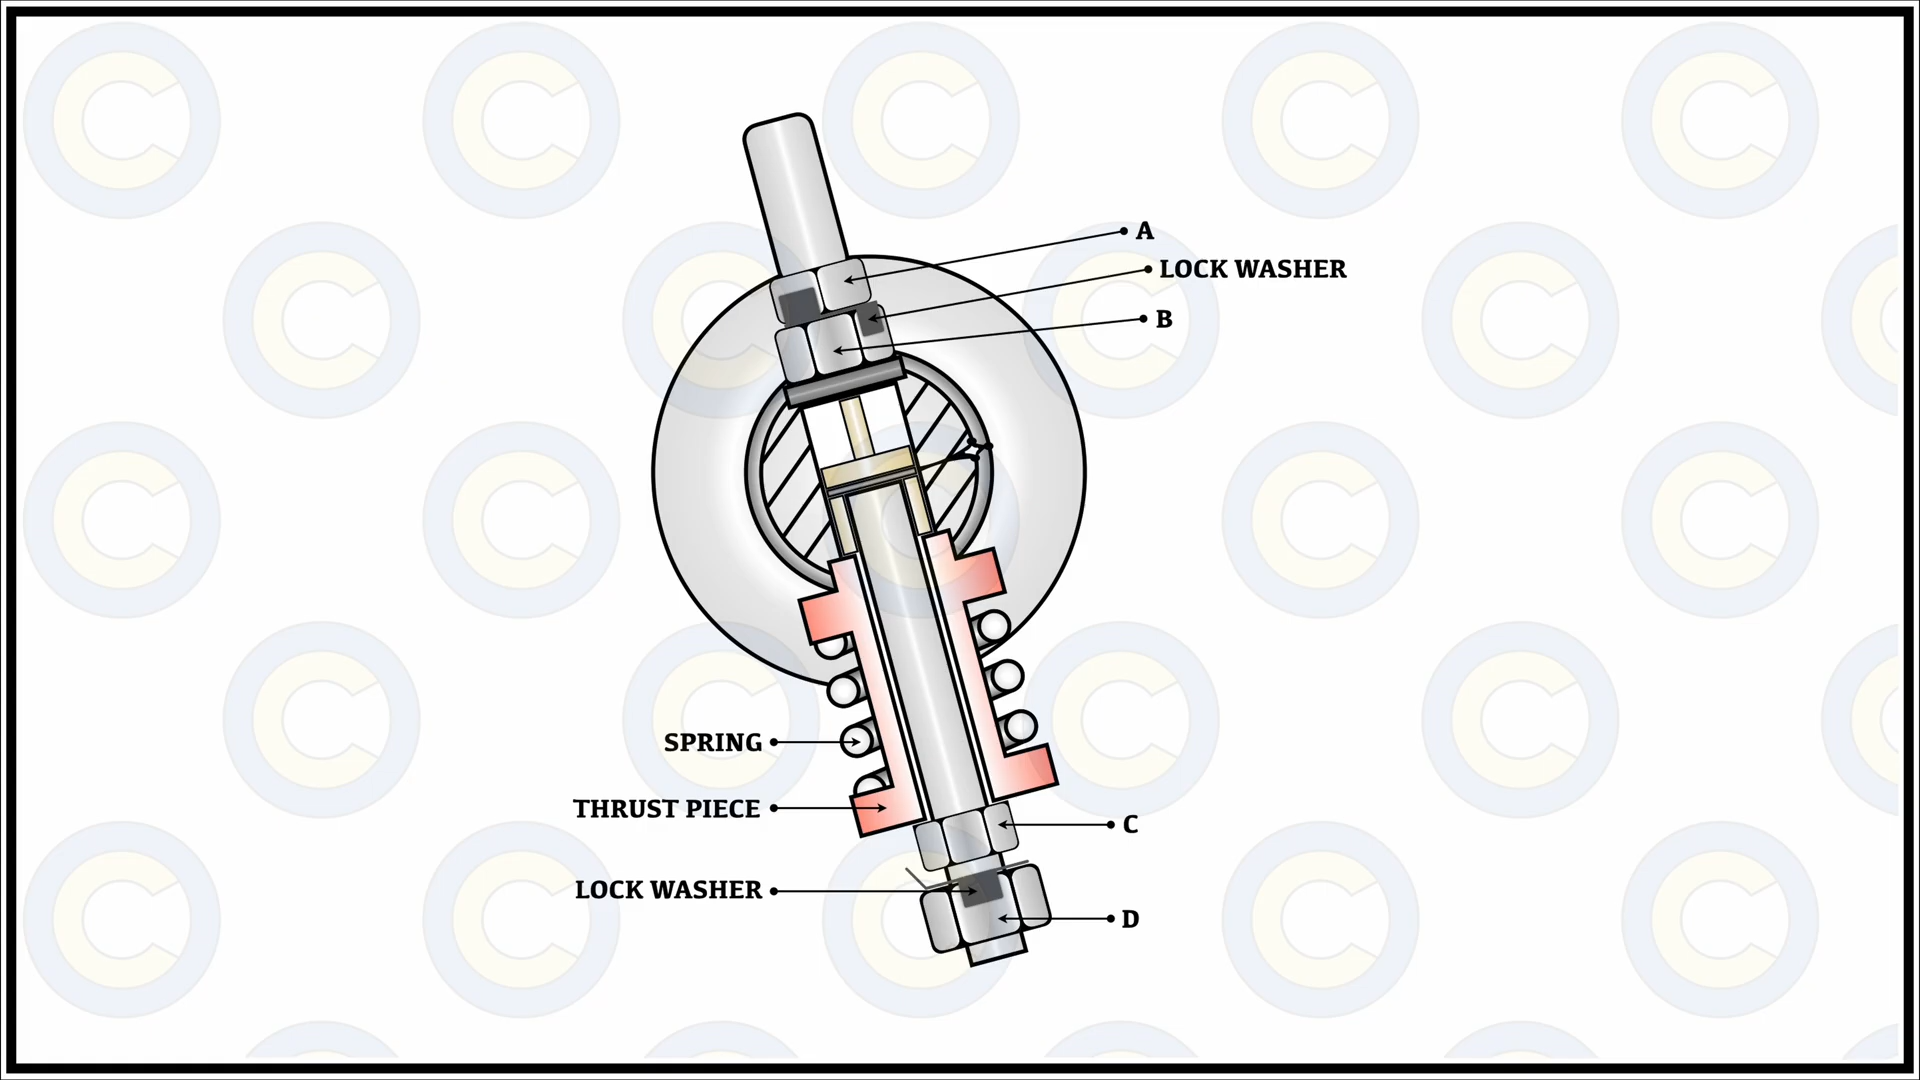 A
LOCK WASHER
B
SPRING
THRUST PIECE
C
LOCK WASHER
D